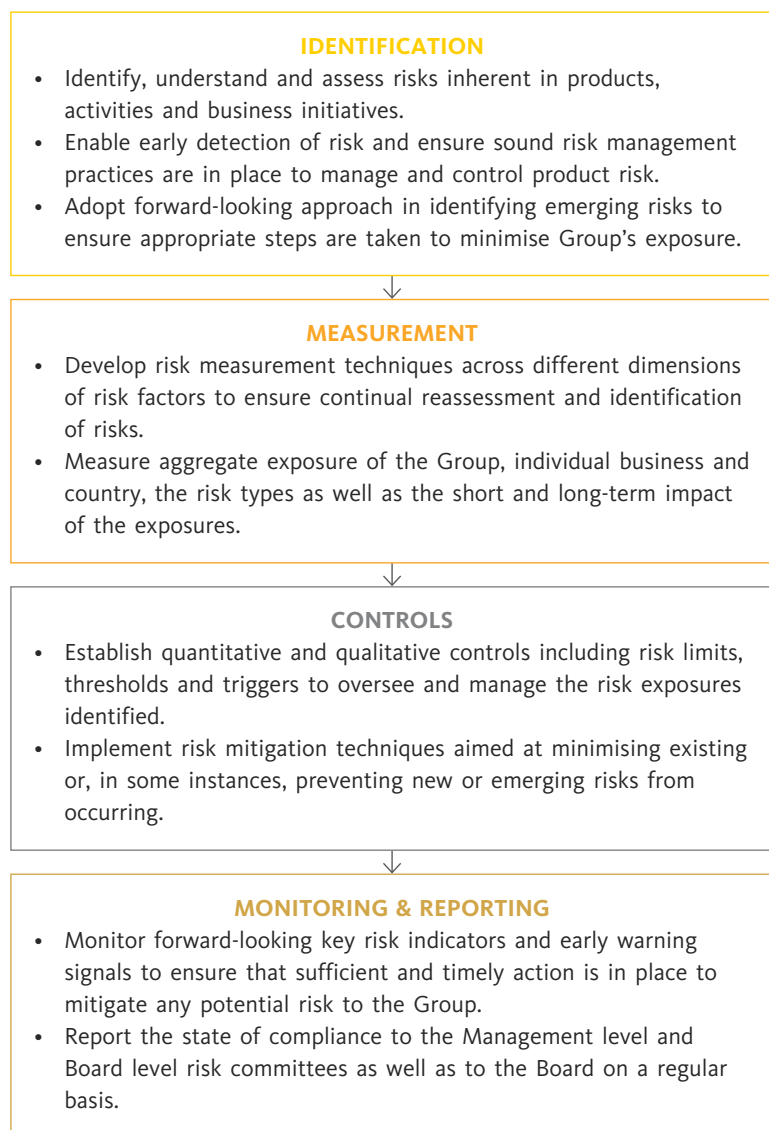 IDENTIFICATION
• Identify, understand and assess risks inherent in products,
activities and business initiatives.
• Enable early detection of risk and ensure sound risk management
practices are in place to manage and control product risk.
• Adopt forward-looking approach in identifying emerging risks to
ensure appropriate steps are taken to minimise Group’s exposure.
MEASUREMENT
• Develop risk measurement techniques across different dimensions
of risk factors to ensure continual reassessment and identification
of risks.
• Measure aggregate exposure of the Group, individual business and
country, the risk types as well as the short and long-term impact
of the exposures.
CONTROLS
• Establish quantitative and qualitative controls including risk limits,
thresholds and triggers to oversee and manage the risk exposures
identified.
• Implement risk mitigation techniques aimed at minimising existing
or, in some instances, preventing new or emerging risks from
occurring.
MONITORING & REPORTING
• Monitor forward-looking key risk indicators and early warning
signals to ensure that sufficient and timely action is in place to
mitigate any potential risk to the Group.
• Report the state of compliance to the Management level and
Board level risk committees as well as to the Board on a regular
basis.